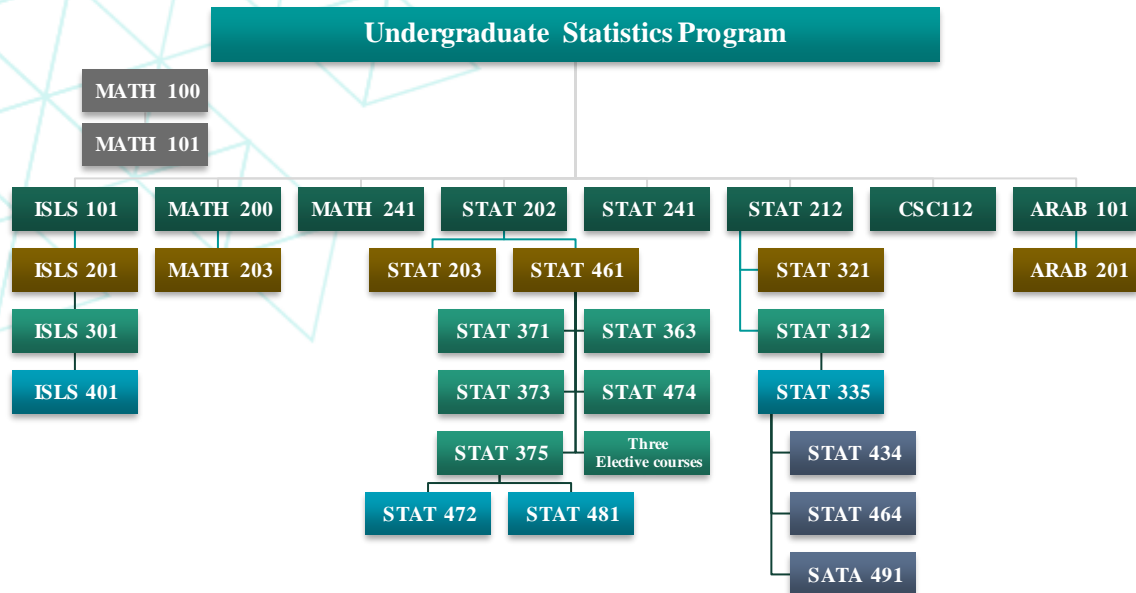 Undergraduate Statistics Program
MATH 100
MATH 101
ISLS 101
MATH 200
MATH 241
STAT 202
STAT 241
STAT 212
CSC112
ARAB 101
ISLS 201
MATH 203
STAT 203
STAT 461
STAT 321
ARAB 201
ISLS 301
STAT 371
STAT 363
STAT 312
ISLS 401
STAT 373
STAT 474
STAT 335
STAT 375
Three
Elective courses
STAT 434
STAT 472
STAT 481
STAT 464
SATA 491